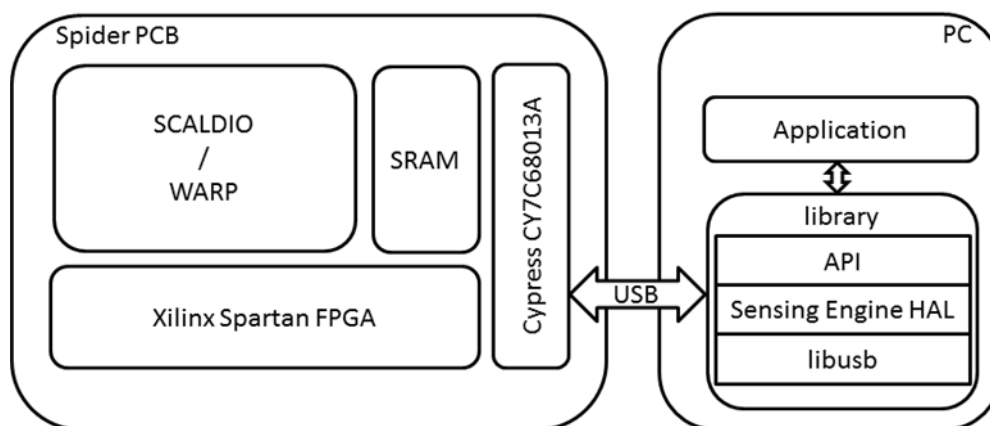 Spider PCB
SCALDIO
/
WARP
SRAM
Cypress CY7C68013A
Xilinx Spartan FPGA
USB
PC
Application
library
API
Sensing Engine HAL
libusb